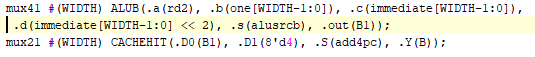 mux41 #(WIDTH) ALUB(.a(rd2), .b(one[WIDTH-1:0]), .c(immediate[WIDTH-1:0]),
.d(immediate[WIDTH-1:0] << 2), .s(alusrcb), .out(B1));
mux21 #(WIDTH) CACHEHIT(.D0(B1), .D1(8'd4), .S(add4pc), .Y(B));